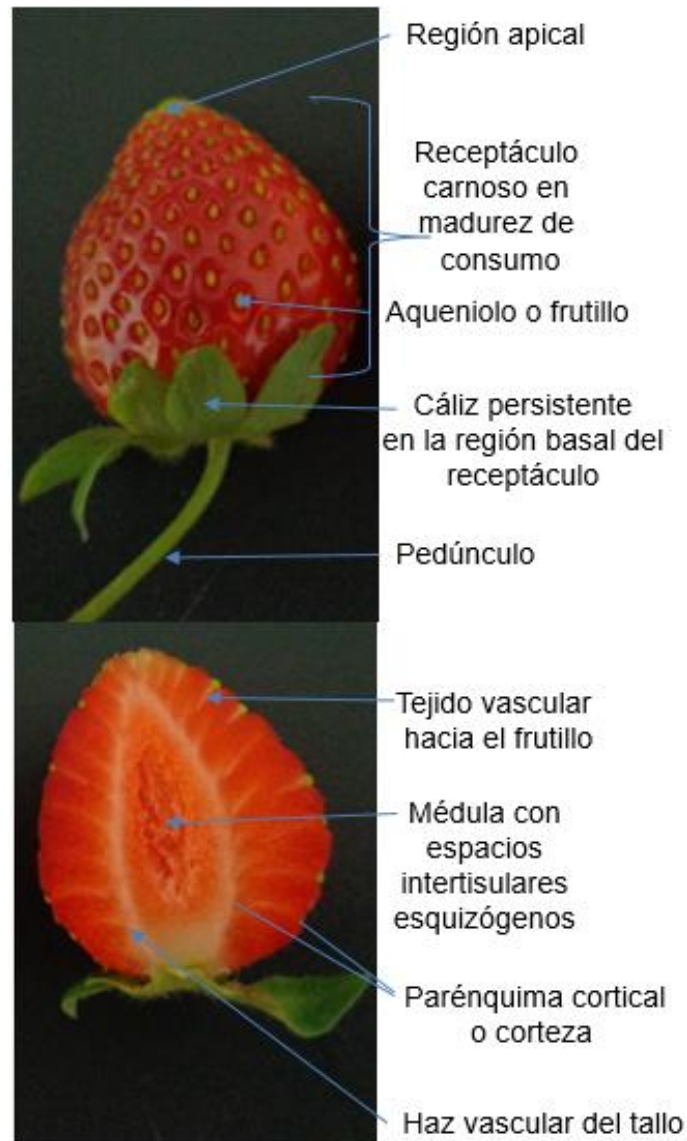 Región apical
Receptáculo
carnoso en
madurez de
consumo
Aqueniolo o frutillo
Cáliz persistente
en la región basal del
receptáculo
Pedúnculo
Tejido vascular
hacia el frutillo
Médula con
espacios
intertisulares
esquizógenos
Parénquima cortical
o corteza
Haz vascular del tallo